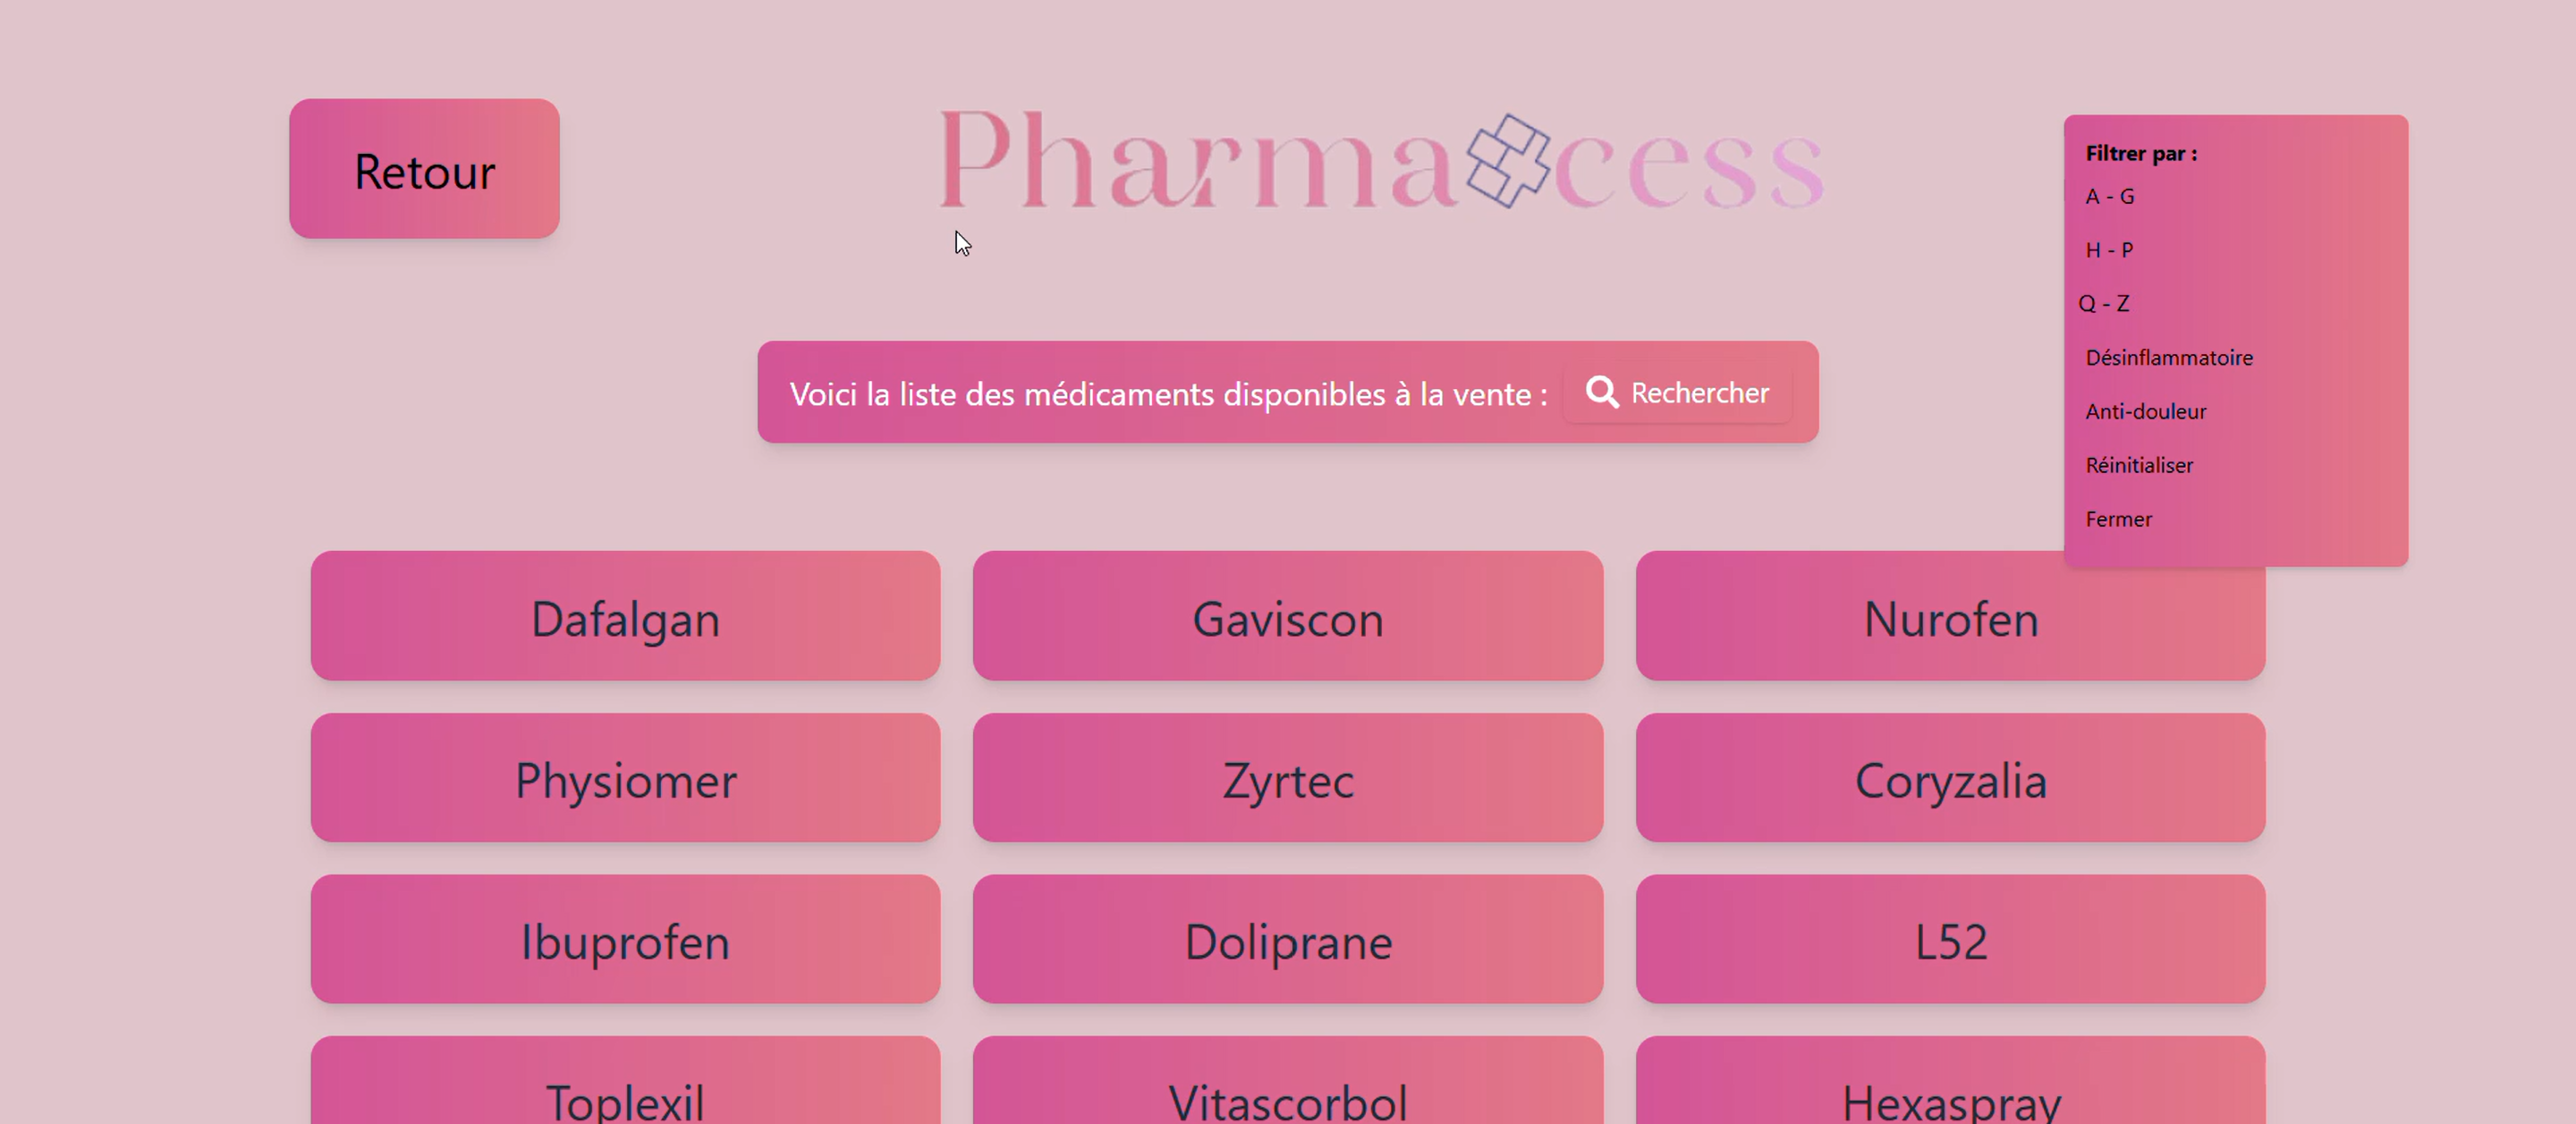 Retour
Pharmacess
Filtrer par :
A - G
H - P
Q - Z
Désinflammatoire
Anti-douleur
Réinitialiser
Fermer
Voici la liste des médicaments disponibles à la vente :
Rechercher
Dafalgan
Gaviscon
Nurofen
Physiomer
Zyrtec
Coryzalia
Ibuprofen
Doliprane
L52
Toplexil
Vitascorbol
Hexaspray